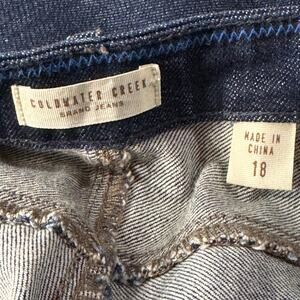 COLDWATER CREEK
BRAND JEANS
MADE IN
CHINA
18